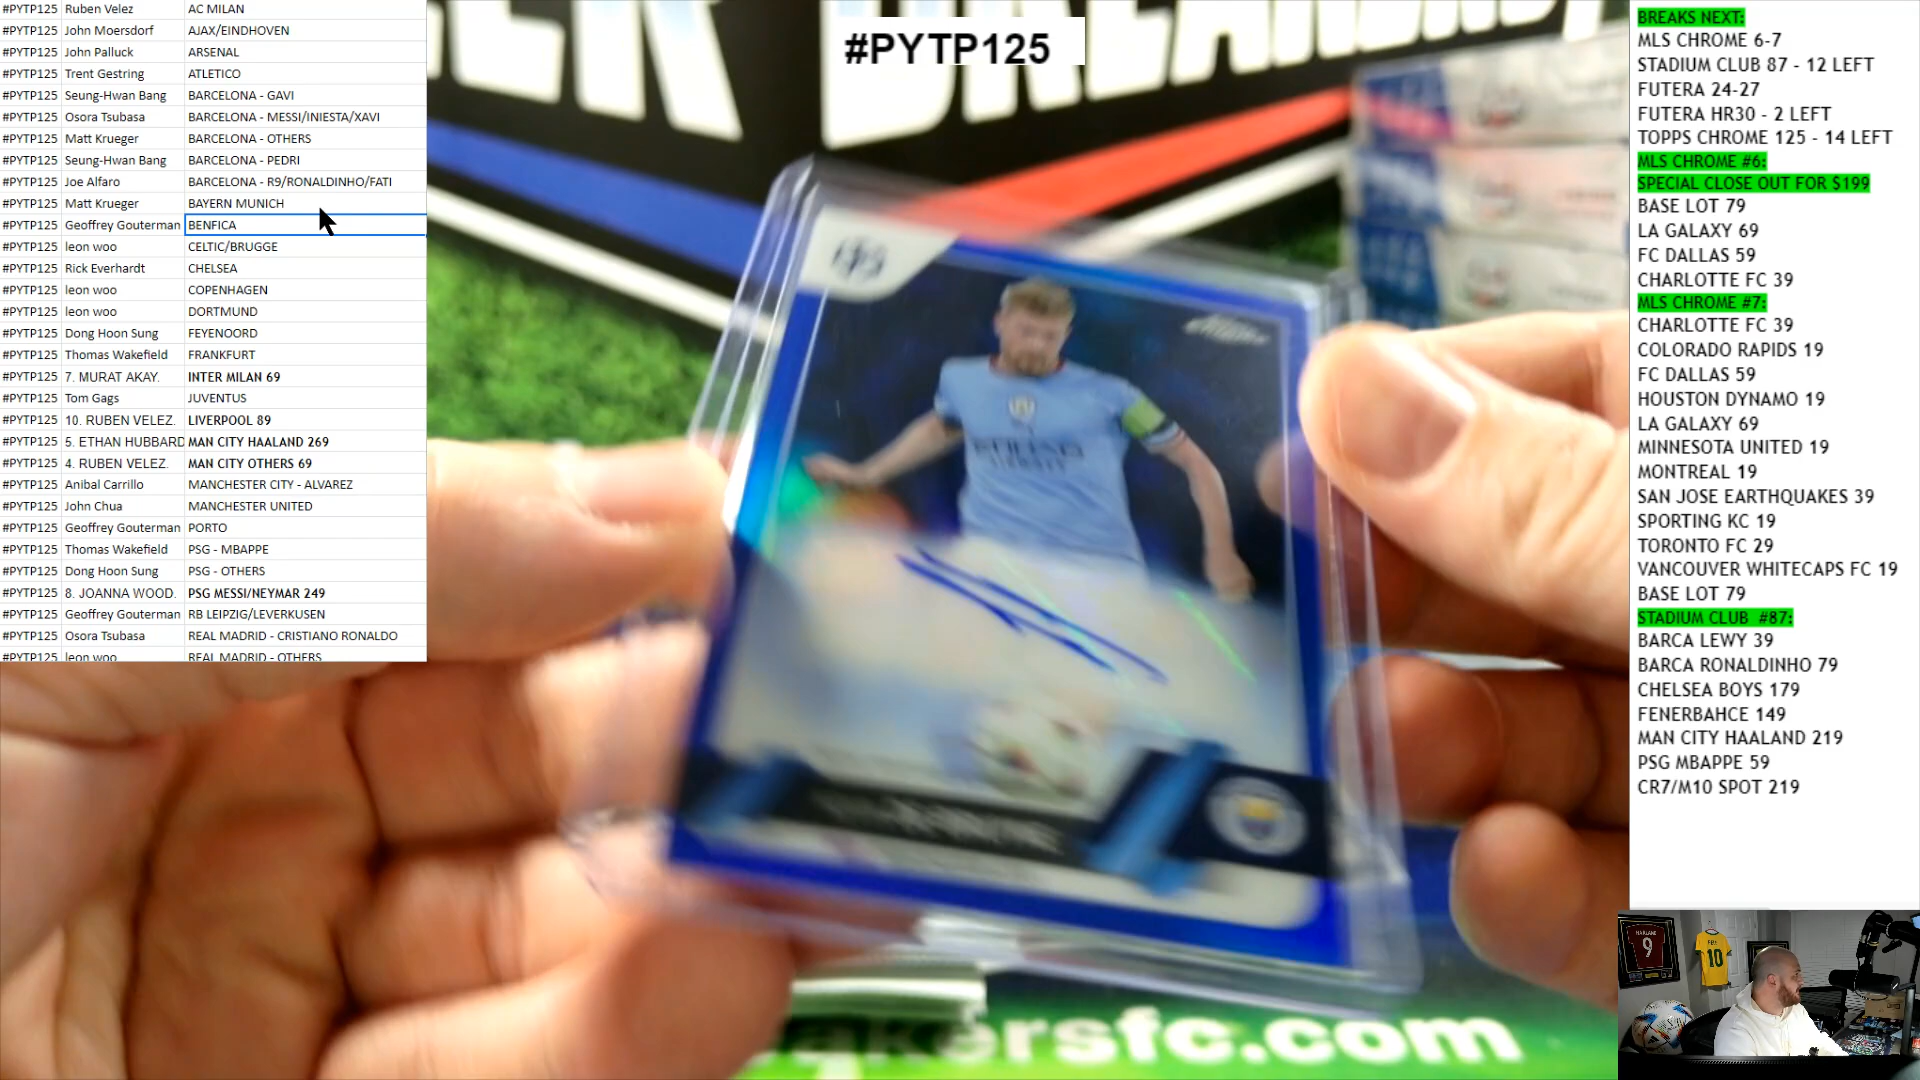 #PYTP125 Ruben Velez AC MILAN
#PYTP125 John Moersdorf AJAX/EINDHOVEN
#PYTP125 John Palluck ARSENAL
#PYTP125 Trent Gestring ATLETICO
#PYTP125 Seung-Hwan Bang BARCELONA - GAVI
#PYTP125 Osora Tsubasa BARCELONA - MESSI/INIESTA/XAVI
#PYTP125 Matt Krueger BARCELONA - OTHERS
#PYTP125 Seung-Hwan Bang BARCELONA - PEDRI
#PYTP125 Joe Alfaro BARCELONA - R9/RONALDINHO/FATI
#PYTP125 Matt Krueger BAYERN MUNICH
#PYTP125 Geoffrey Gouterman BENFICA
#PYTP125 leon woo CELTIC/BRUGGE
#PYTP125 Rick Everhardt CHELSEA
#PYTP125 leon woo COPENHAGEN
#PYTP125 leon woo DORTMUND
#PYTP125 Dong Hoon Sung FEYENOORD
#PYTP125 Thomas Wakefield FRANKFURT
#PYTP125 7. MURAT AKAY. INTER MILAN 69
#PYTP125 Tom Gags JUVENTUS
#PYTP125 10. RUBEN VELEZ. LIVERPOOL 89
#PYTP125 5. ETHAN HUBBARD MAN CITY HAALAND 269
#PYTP125 4. RUBEN VELEZ. MAN CITY OTHERS 69
#PYTP125 Anibal Carrillo MANCHESTER CITY - ALVAREZ
#PYTP125 John Chua MANCHESTER UNITED
#PYTP125 Geoffrey Gouterman PORTO
#PYTP125 Thomas Wakefield PSG - MBAPPE
#PYTP125 Dong Hoon Sung PSG - OTHERS
#PYTP125 8. JOANNA WOOD. PSG MESSI/NEYMAR 249
#PYTP125 Geoffrey Gouterman RB LEIPZIG/LEVERKUSEN
#PYTP125 Osora Tsubasa REAL MADRID - CRISTIANO RONALDO
#PYTP125 leon woo REAL MADRID - OTHERS
#PYTP125
akersfc.com
BREAKS NEXT:
MLS CHROME 6-7
STADIUM CLUB 87 - 12 LEFT
FUTERA 24-27
FUTERA HR30 - 2 LEFT
TOPPS CHROME 125 - 14 LEFT
MLS CHROME #6:
SPECIAL CLOSE OUT FOR $199
BASE LOT 79
LA GALAXY 69
FC DALLAS 59
CHARLOTTE FC 39
MLS CHROME #7:
CHARLOTTE FC 39
COLORADO RAPIDS 19
FC DALLAS 59
HOUSTON DYNAMO 19
LA GALAXY 69
MINNESOTA UNITED 19
MONTREAL 19
SAN JOSE EARTHQUAKES 39
SPORTING KC 19
TORONTO FC 29
VANCOUVER WHITECAPS FC 19
BASE LOT 79
STADIUM CLUB #87:
BARCA LEWY 39
BARCA RONALDINHO 79
CHELSEA BOYS 179
FENERBAHCE 149
MAN CITY HAALAND 219
PSG MBAPPE 59
CR7/M10 SPOT 219
9
10